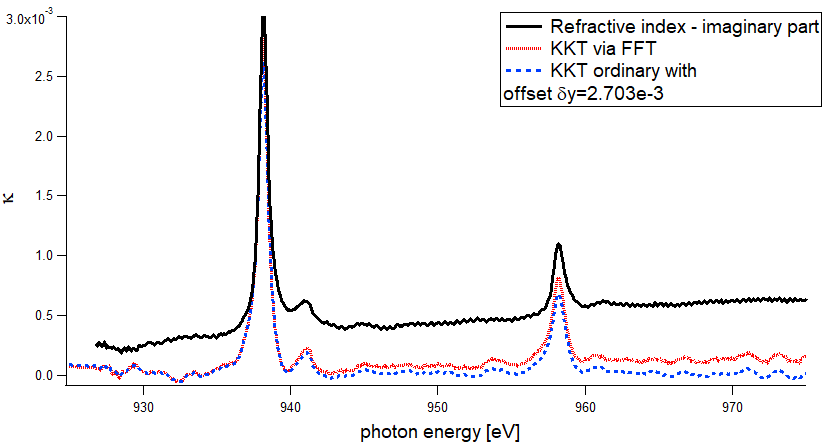 3.0x10⁻³
2.5
2.0
1.5
1.0
0.5
0.0
κ
Refractive index - imaginary part
KKT via FFT
KKT ordinary with
offset δy=2.703e-3
930
940
950
960
970
photon energy [eV]